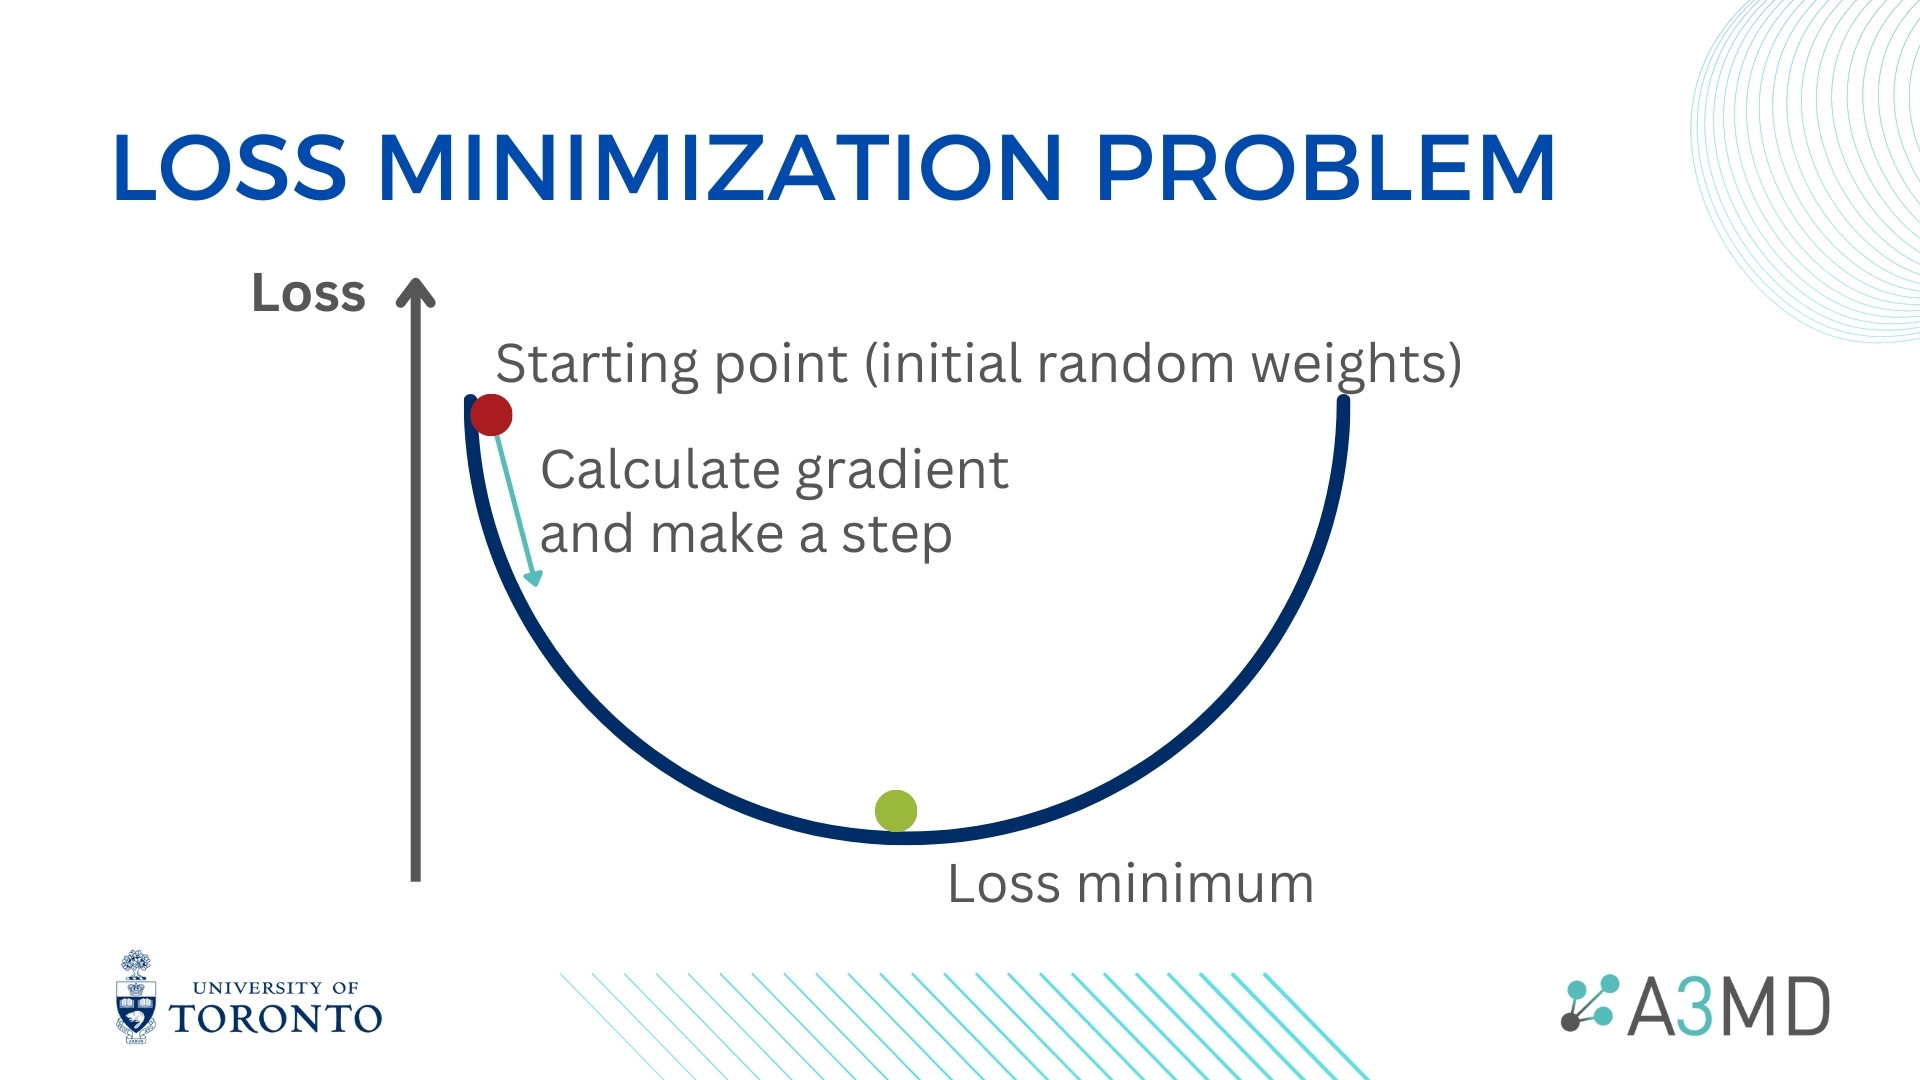 LOSS MINIMIZATION PROBLEM
Loss
Starting point (initial random weights)
Calculate gradient
and make a step
Loss minimum
UNIVERSITY OF
TORONTO
A3MD